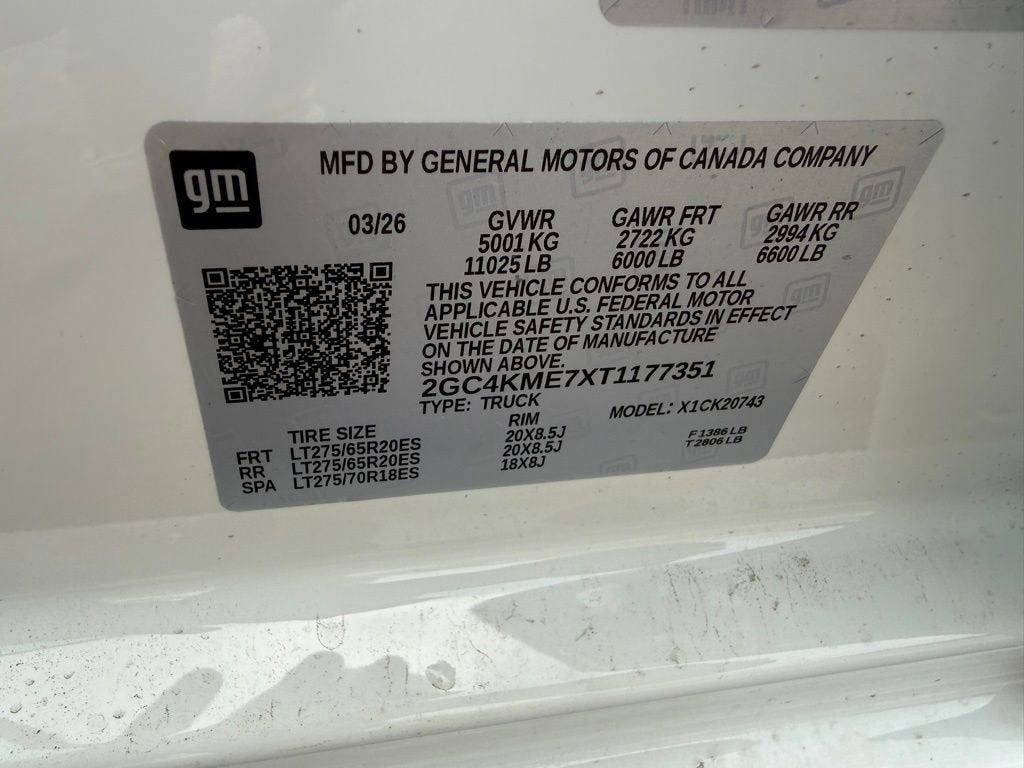 gm
MFD BY GENERAL MOTORS OF CANADA COMPANY
03/26 GVWR GAWR FRT GAWR RR
5001 KG 2722 KG 2994 KG
11025 LB 6000 LB 6600 LB
THIS VEHICLE CONFORMS TO ALL
APPLICABLE U.S. FEDERAL MOTOR
VEHICLE SAFETY STANDARDS IN EFFECT
ON THE DATE OF MANUFACTURE
SHOWN ABOVE.
2GC4KME7XT1177351
TYPE: TRUCK MODEL: X1CK20743
TIRE SIZE RIM
FRT LT275/65R20ES 20X8.5J F 1386 LB
RR LT275/65R20ES 20X8.5J T 2806 LB
SPA LT275/70R18ES 18X8J